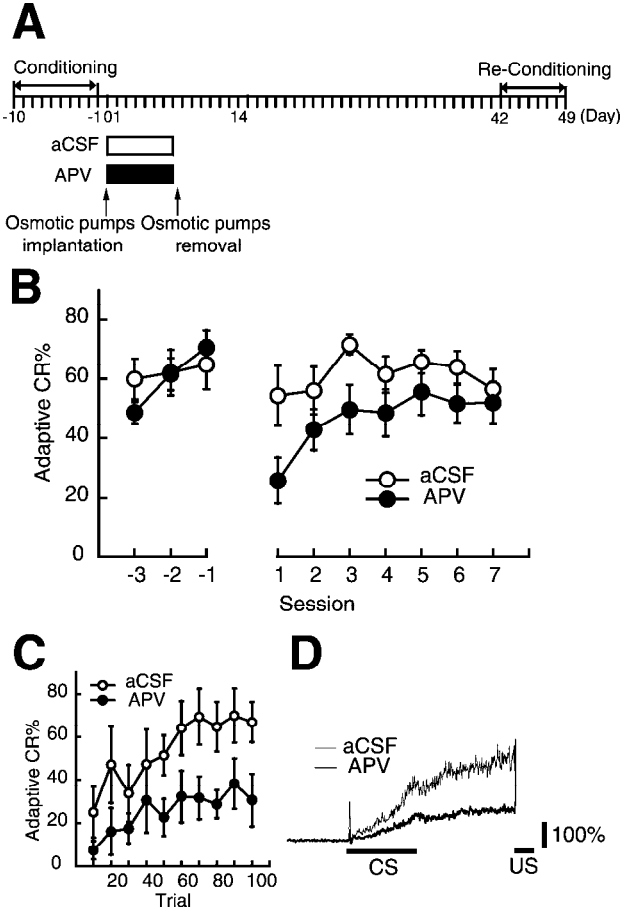 A
Conditioning
Re-Conditioning
-10 -1 01 14 42 49 (Day)
aCSF
APV
Osmotic pumps implantation
Osmotic pumps removal
B
Adaptive CR%
80
60
40
20
0
aCSF
APV
-3 -2 -1 1 2 3 4 5 6 7
Session
C
Adaptive CR%
80
60
40
20
0
aCSF
APV
20 40 60 80 100
Trial
D
aCSF
APV
100%
CS US